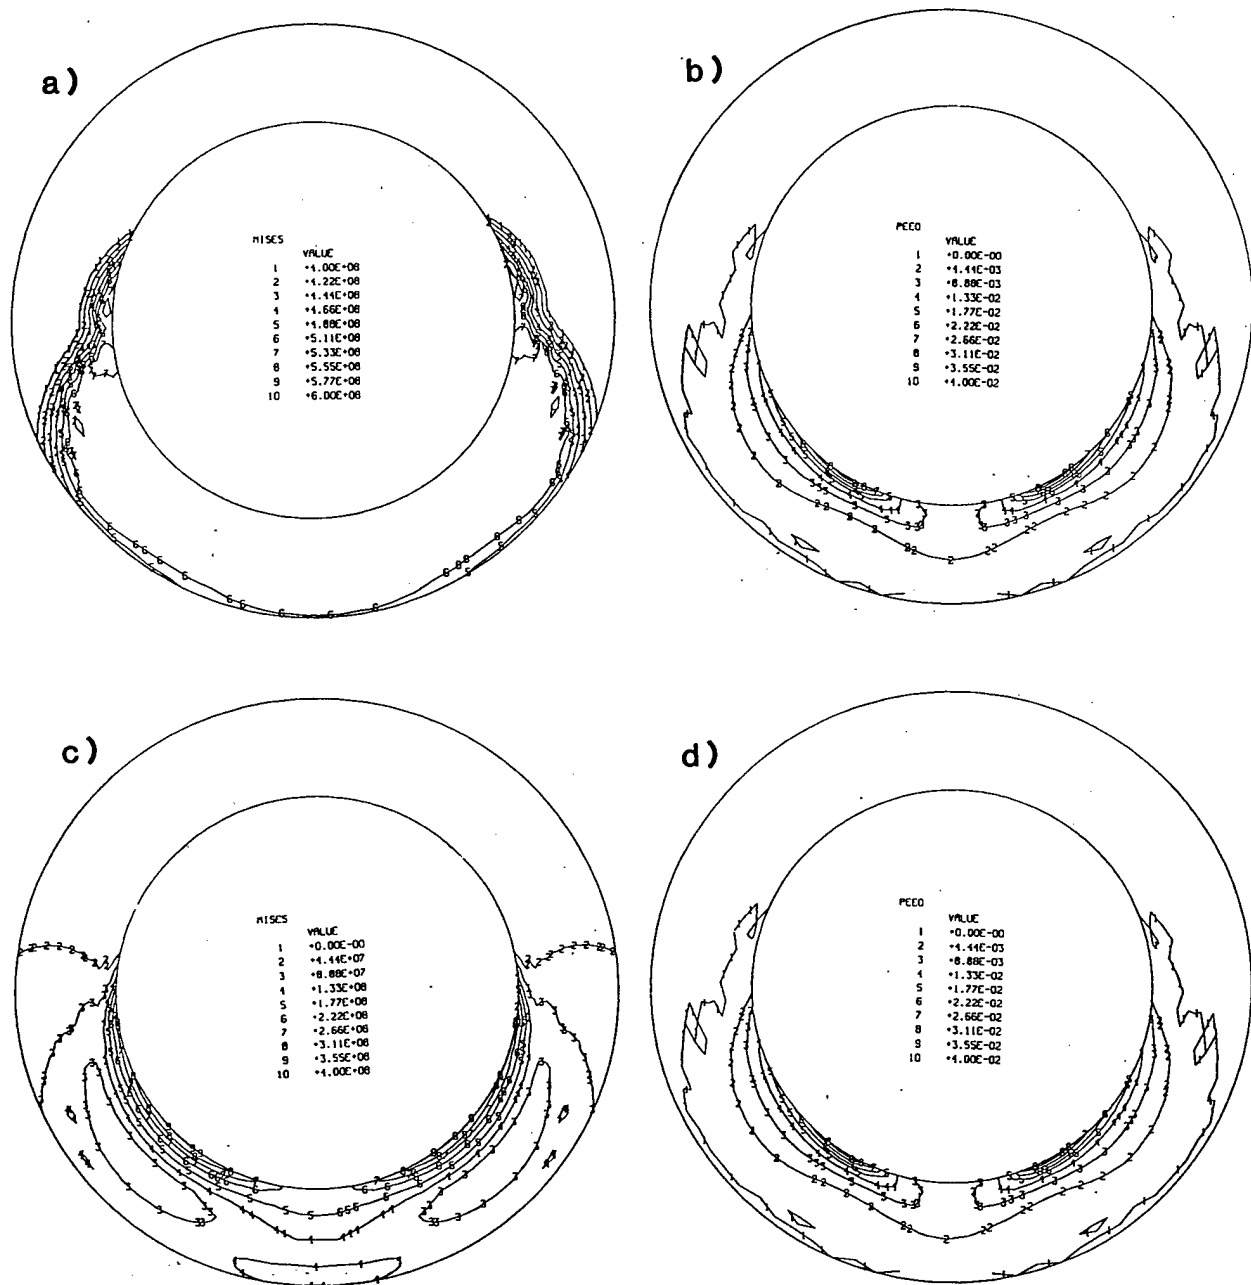 a)
MISES
VALUE
1 +4.00E+08
2 +4.22E+08
3 +4.44E+08
4 +4.66E+08
5 +4.88E+08
6 +5.11E+08
7 +5.33E+08
8 +5.55E+08
9 +5.77E+08
10 +6.00E+08
b)
PEEQ
VALUE
1 +0.00E-00
2 +4.44E-03
3 +8.88E-03
4 +1.33E-02
5 +1.77E-02
6 +2.22E-02
7 +2.66E-02
8 +3.11E-02
9 +3.55E-02
10 +4.00E-02
c)
MISES
VALUE
1 +0.00E-00
2 +4.44E+07
3 +8.88E+07
4 +1.33E+08
5 +1.77E+08
6 +2.22E+08
7 +2.66E+08
8 +3.11E+08
9 +3.55E+08
10 +4.00E+08
d)
PEEQ
VALUE
1 +0.00E-00
2 +4.44E-03
3 +8.88E-03
4 +1.33E-02
5 +1.77E-02
6 +2.22E-02
7 +2.66E-02
8 +3.11E-02
9 +3.55E-02
10 +4.00E-02